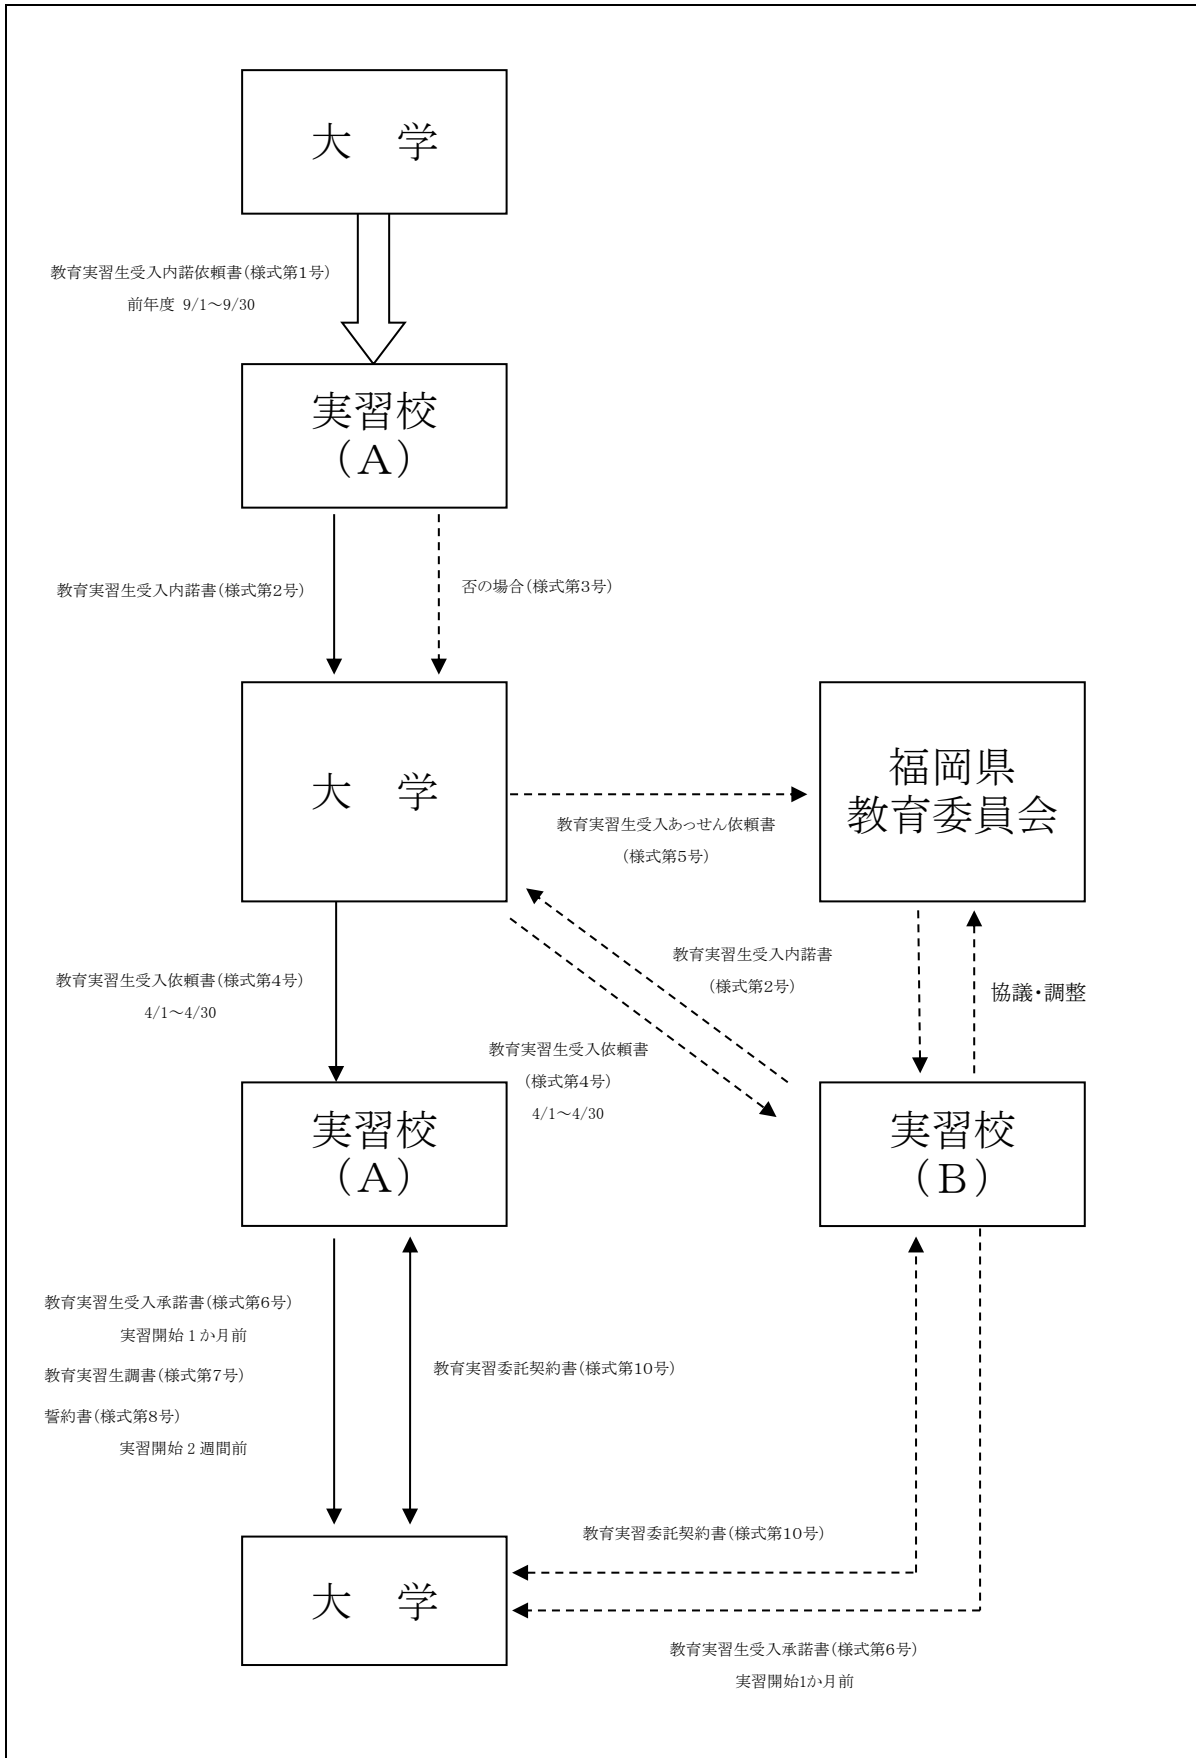 大　学
教育実習生受入内諾依頼書(様式第1号)
前年度 9/1～9/30
実習校
（A）
教育実習生受入内諾書(様式第2号)
否の場合(様式第3号)
大　学
福岡県
教育委員会
教育実習生受入あっせん依頼書
(様式第5号)
教育実習生受入内諾書
(様式第2号)
協議・調整
教育実習生受入依頼書(様式第4号)
4/1～4/30
教育実習生受入依頼書
(様式第4号)
4/1～4/30
実習校
（A）
実習校
（B）
教育実習生受入承諾書(様式第6号)
実習開始１か月前
教育実習生調書(様式第7号)
誓約書(様式第8号)
実習開始２週間前
教育実習委託契約書(様式第10号)
教育実習委託契約書(様式第10号)
大　学
教育実習生受入承諾書(様式第6号)
実習開始1か月前